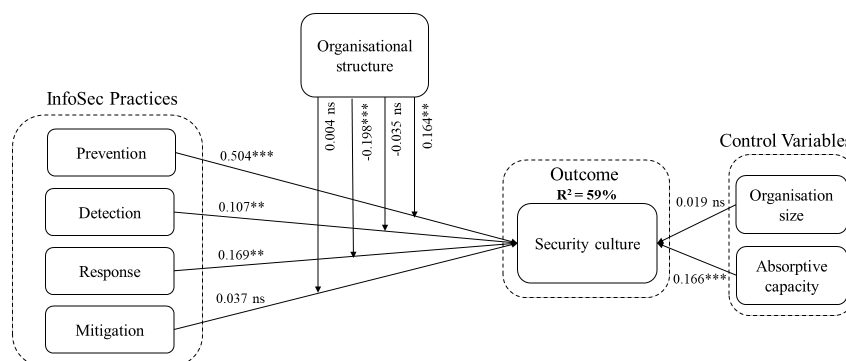 Organisational
structure
InfoSec Practices
0.004 ns
-0.198***
-0.035 ns
0.164**
Prevention
0.504***
Control Variables
Detection
0.107**
Outcome
R² = 59%
0.019 ns
Organisation
size
Response
0.169**
Security culture
Absorptive
capacity
0.166***
Mitigation
0.037 ns